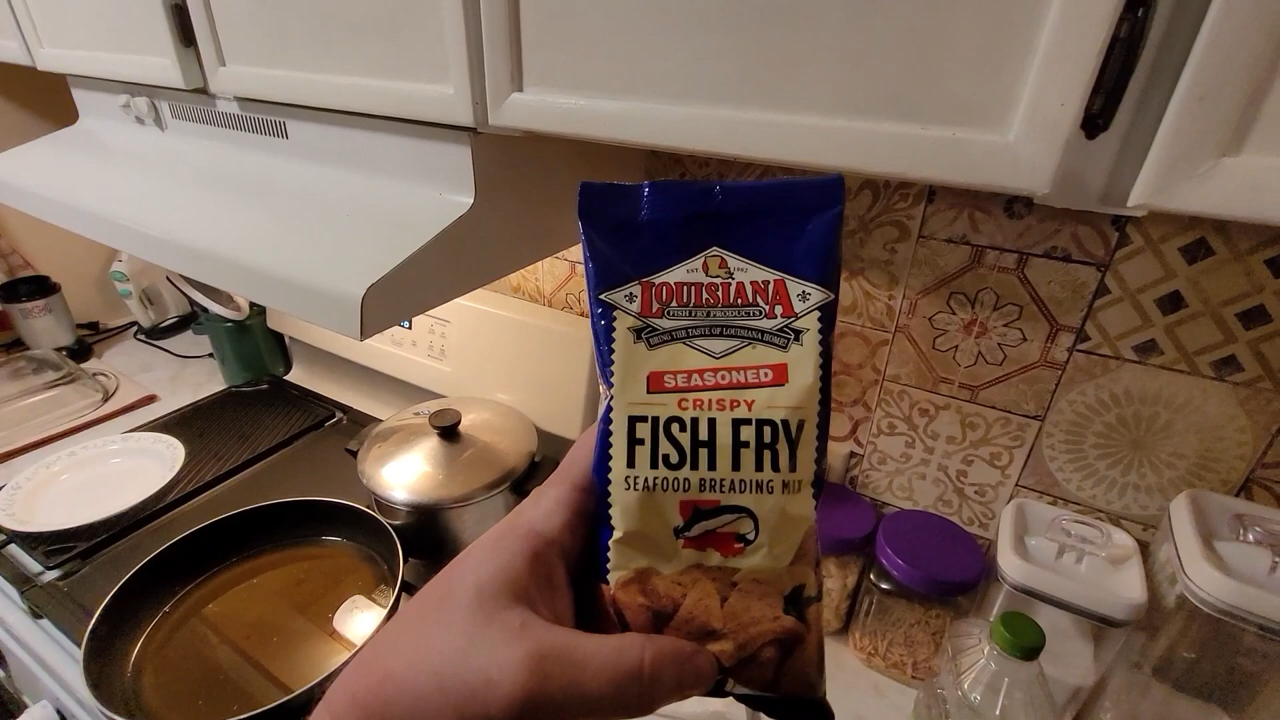 EST. 1982
LOUISIANA
FISH FRY PRODUCTS
BRING THE TASTE OF LOUISIANA HOME!
SEASONED
CRISPY
FISH FRY
SEAFOOD BREADING MIX